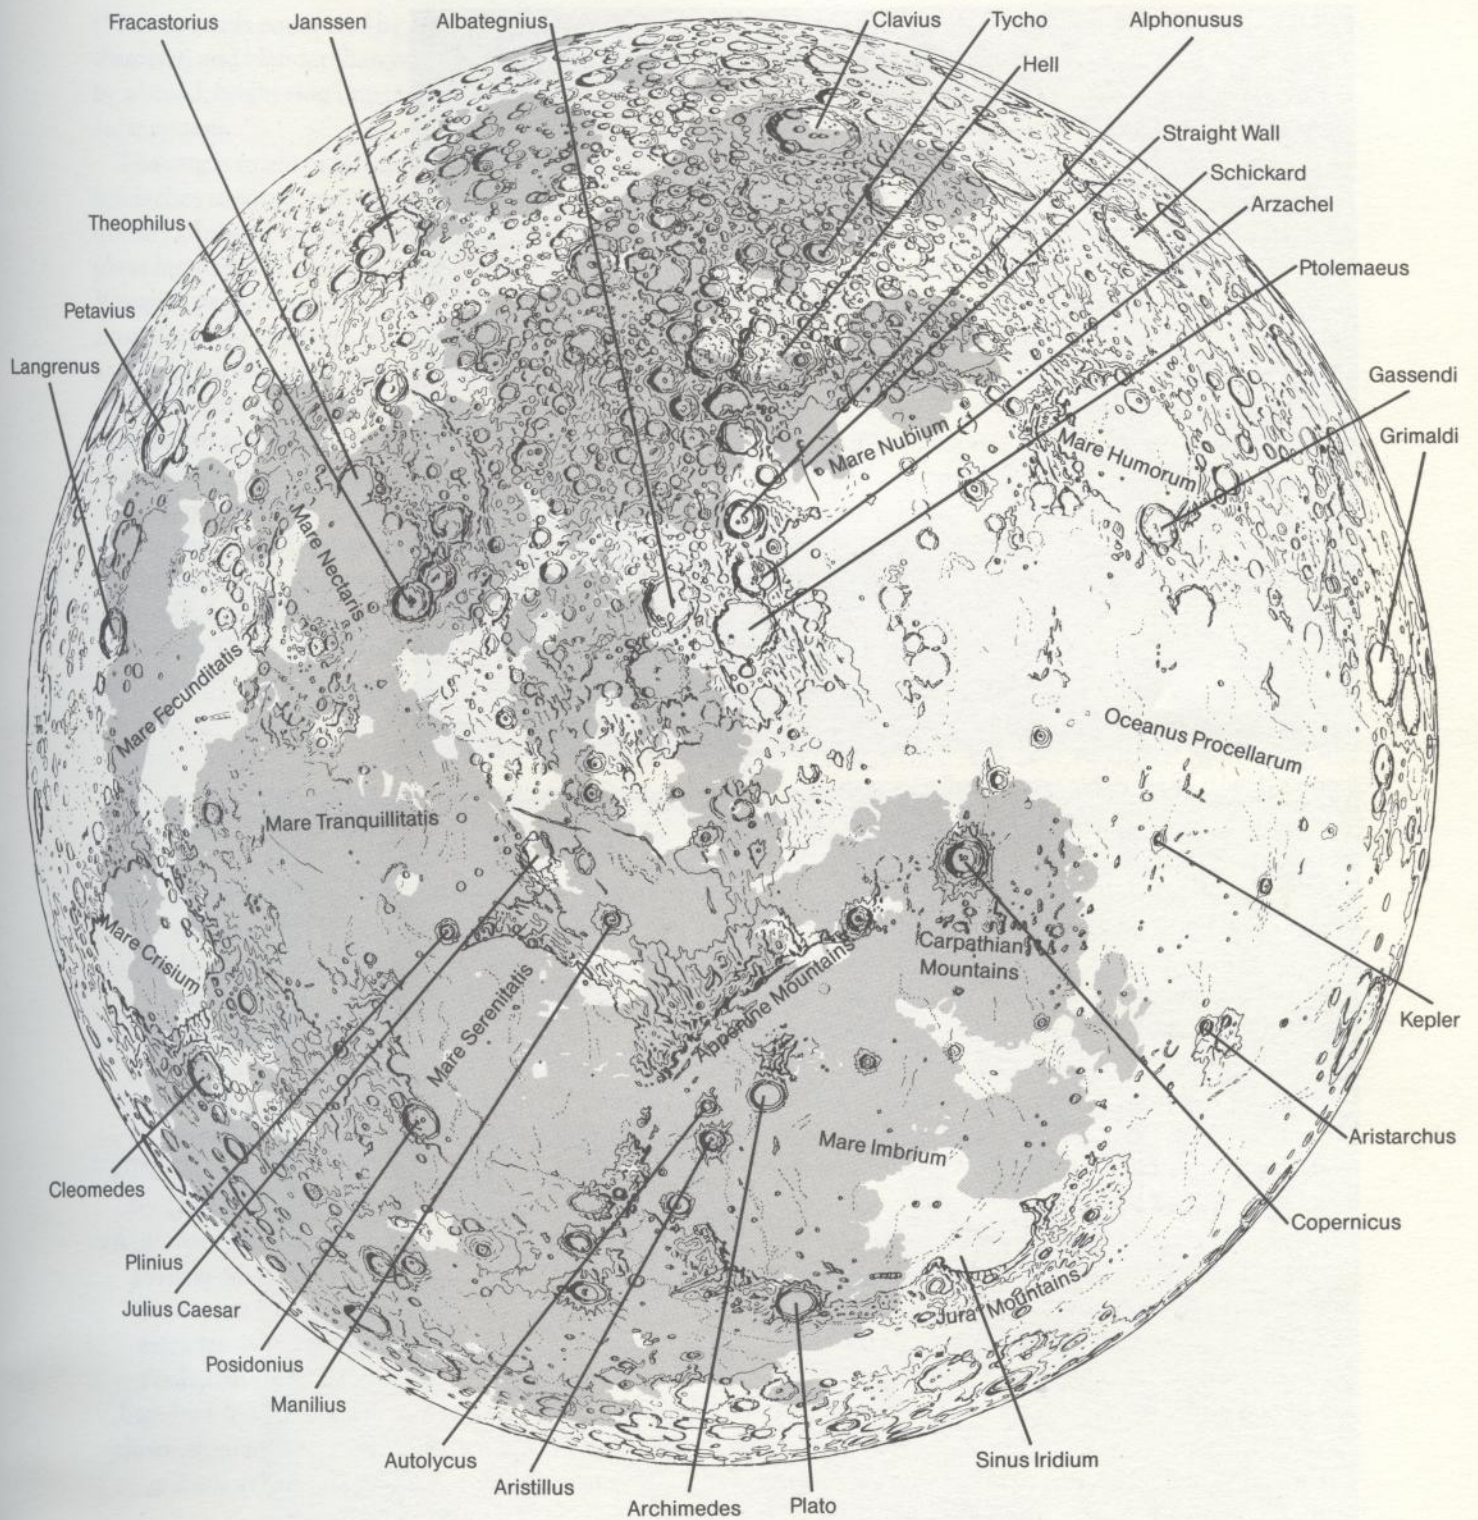 Fracastorius
Janssen
Albategnius
Clavius
Tycho
Alphonusus
Hell
Straight Wall
Schickard
Arzachel
Theophilus
Ptolemaeus
Petavius
Langrenus
Gassendi
Grimaldi
Mare Nubium
Mare Humorum
Mare Nectaris
Mare Fecunditatis
Oceanus Procellarum
Mare Tranquillitatis
Mare Crisium
Mare Serenitatis
Appenine Mountains
Carpathian
Mountains
Kepler
Aristarchus
Mare Imbrium
Cleomedes
Copernicus
Plinius
Julius Caesar
Jura Mountains
Posidonius
Manilius
Autolycus
Aristillus
Archimedes
Plato
Sinus Iridium